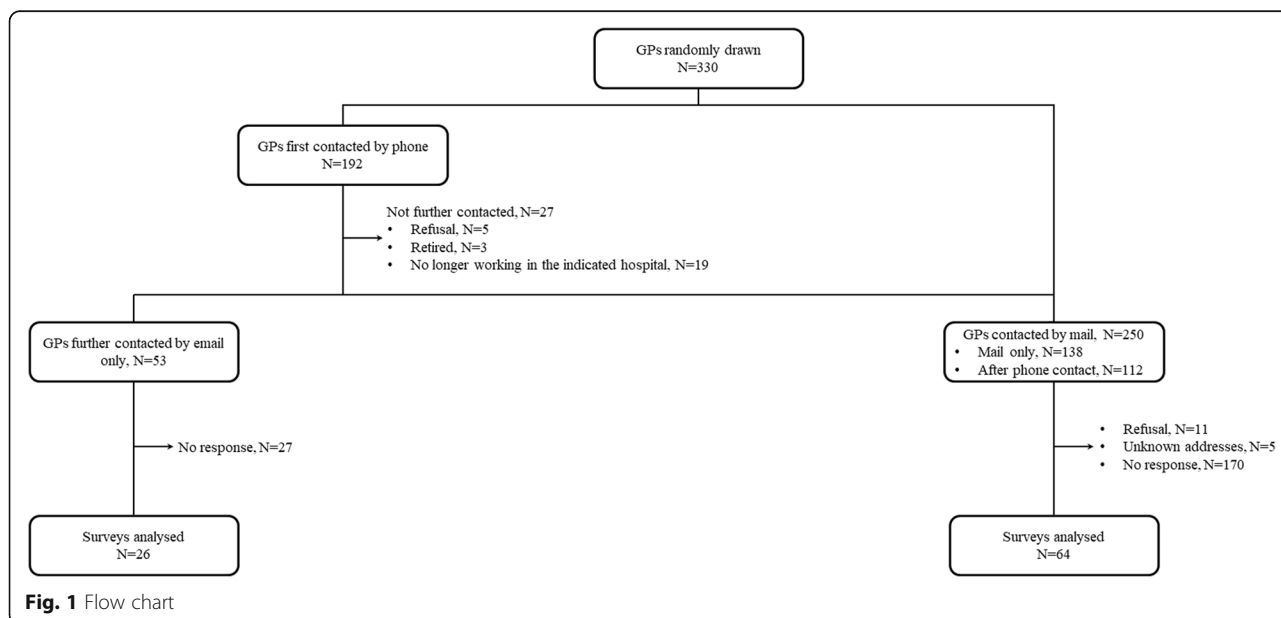 GPs randomly drawn
N=330
GPs first contacted by phone
N=192
Not further contacted, N=27
• Refusal, N=5
• Retired, N=3
• No longer working in the indicated hospital, N=19
GPs further contacted by email
only, N=53
GPs contacted by mail, N=250
• Mail only, N=138
• After phone contact, N=112
No response, N=27
• Refusal, N=11
• Unknown addresses, N=5
• No response, N=170
Surveys analysed
N=26
Surveys analysed
N=64
Fig. 1 Flow chart